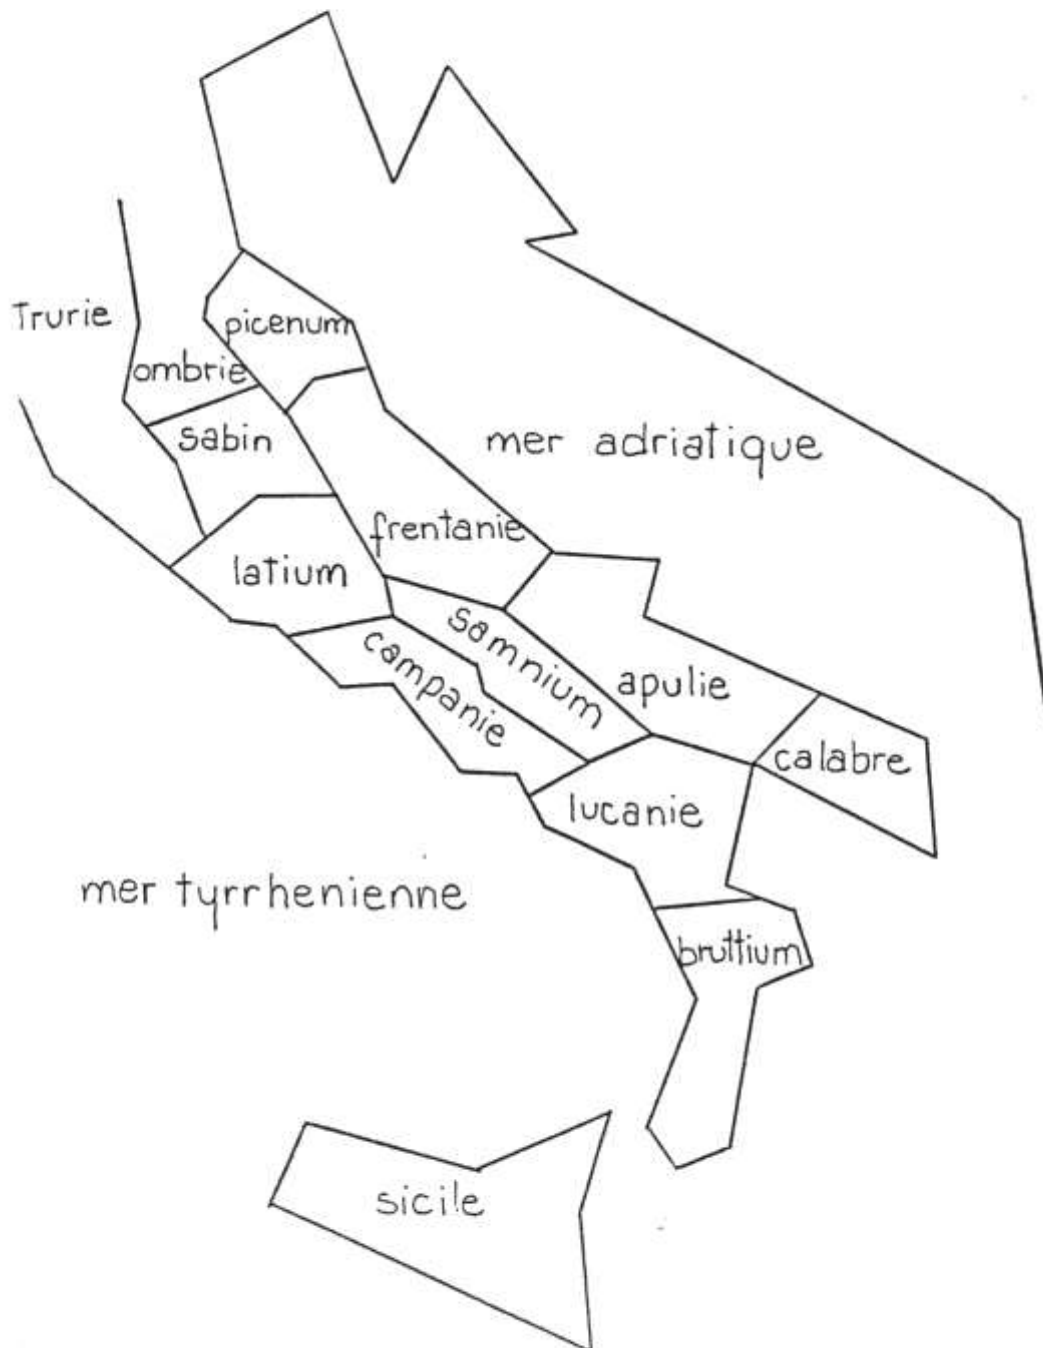 Trurie
picenum
ombrie
sabin
mer adriatique
frentanie
latium
samnium
campanie
apulie
calabre
lucanie
mer tyrrhenienne
bruttium
sicile